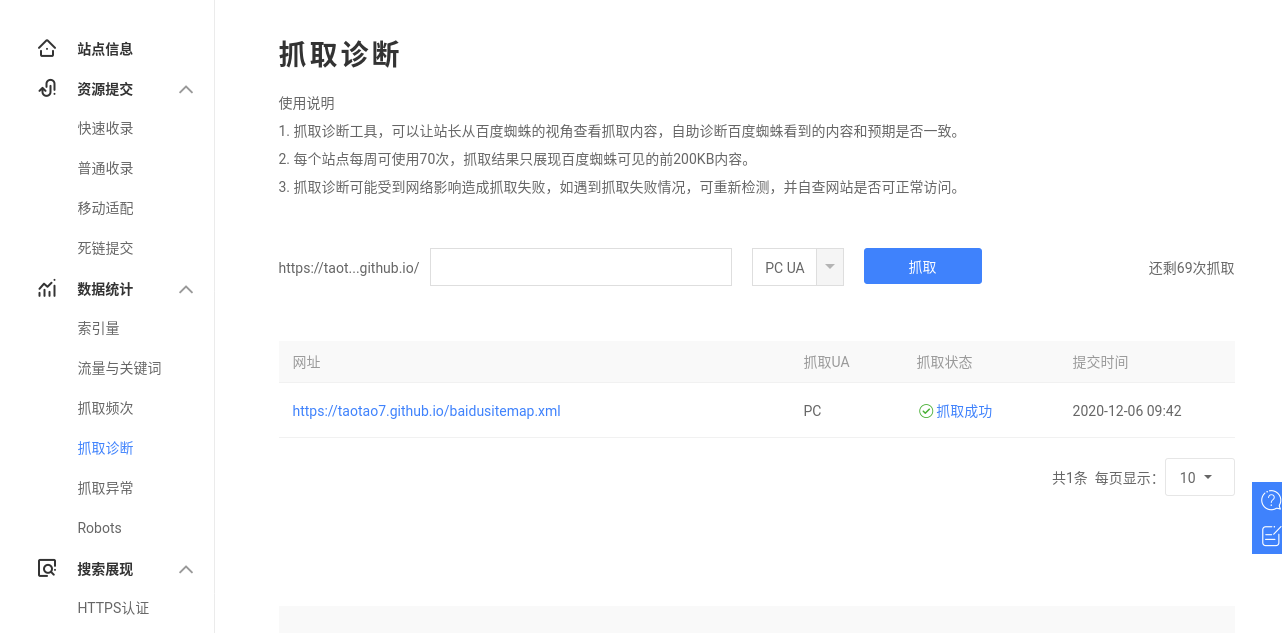 站点信息
资源提交
快速收录
普通收录
移动适配
死链提交
数据统计
索引量
流量与关键词
抓取频次
抓取诊断
抓取异常
Robots
搜索展现
HTTPS认证
抓取诊断
使用说明
1. 抓取诊断工具，可以让站长从百度蜘蛛的视角查看抓取内容，自助诊断百度蜘蛛看到的内容和预期是否一致。
2. 每个站点每周可使用70次，抓取结果只展现百度蜘蛛可见的前200KB内容。
3. 抓取诊断可能受到网络影响造成抓取失败，如遇到抓取失败情况，可重新检测，并自查网站是否可正常访问。
https://taot...github.io/ PC UA 抓取 还剩69次抓取
网址 抓取UA 抓取状态 提交时间
https://taotao7.github.io/baidusitemap.xml PC 抓取成功 2020-12-06 09:42
共1条 每页显示： 10